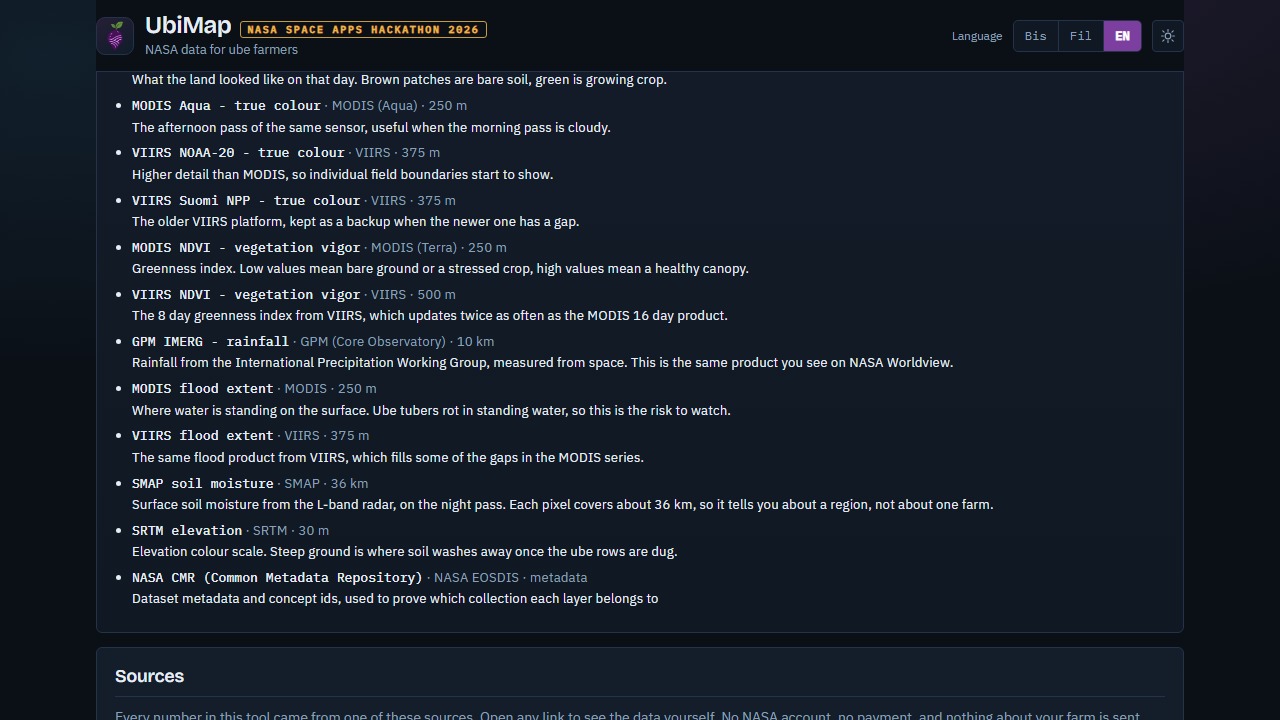 UbiMap
NASA SPACE APPS HACKATHON 2026
NASA data for ube farmers
Language
Bis
Fil
EN
What the land looked like on that day. Brown patches are bare soil, green is growing crop.
MODIS Aqua - true colour · MODIS (Aqua) · 250 m
The afternoon pass of the same sensor, useful when the morning pass is cloudy.
VIIRS NOAA-20 - true colour · VIIRS · 375 m
Higher detail than MODIS, so individual field boundaries start to show.
VIIRS Suomi NPP - true colour · VIIRS · 375 m
The older VIIRS platform, kept as a backup when the newer one has a gap.
MODIS NDVI - vegetation vigor · MODIS (Terra) · 250 m
Greenness index. Low values mean bare ground or a stressed crop, high values mean a healthy canopy.
VIIRS NDVI - vegetation vigor · VIIRS · 500 m
The 8 day greenness index from VIIRS, which updates twice as often as the MODIS 16 day product.
GPM IMERG - rainfall · GPM (Core Observatory) · 10 km
Rainfall from the International Precipitation Working Group, measured from space. This is the same product you see on NASA Worldview.
MODIS flood extent · MODIS · 250 m
Where water is standing on the surface. Ube tubers rot in standing water, so this is the risk to watch.
VIIRS flood extent · VIIRS · 375 m
The same flood product from VIIRS, which fills some of the gaps in the MODIS series.
SMAP soil moisture · SMAP · 36 km
Surface soil moisture from the L-band radar, on the night pass. Each pixel covers about 36 km, so it tells you about a region, not about one farm.
SRTM elevation · SRTM · 30 m
Elevation colour scale. Steep ground is where soil washes away once the ube rows are dug.
NASA CMR (Common Metadata Repository) · NASA EOSDIS · metadata
Dataset metadata and concept ids, used to prove which collection each layer belongs to
Sources
Every number in this tool came from one of these sources. Open any link to see the data yourself. No NASA account, no payment, and nothing about your farm is sent